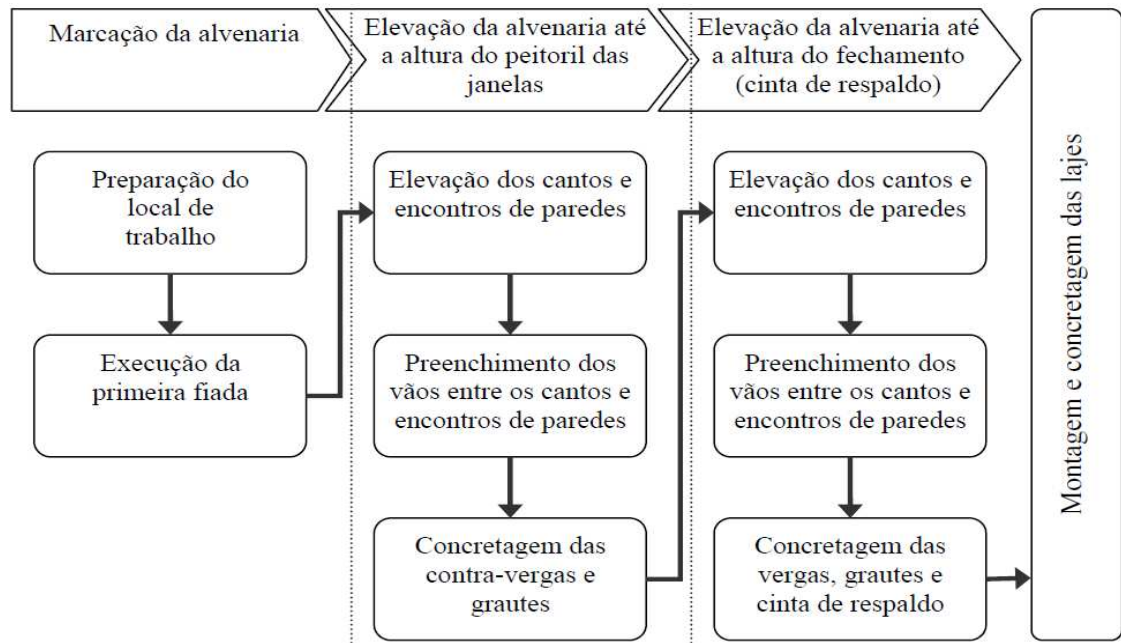 Marcação da alvenaria
Elevação da alvenaria até
a altura do peitoril das
janelas
Elevação da alvenaria até
a altura do fechamento
(cinta de respaldo)
Preparação do
local de
trabalho
Execução da
primeira fiada
Elevação dos cantos e
encontros de paredes
Preenchimento dos
vãos entre os cantos e
encontros de paredes
Concretagem das
contra-vergas e
grautes
Elevação dos cantos e
encontros de paredes
Preenchimento dos
vãos entre os cantos e
encontros de paredes
Concretagem das
vergas, grautes e
cinta de respaldo
Montagem e concretagem das lajes